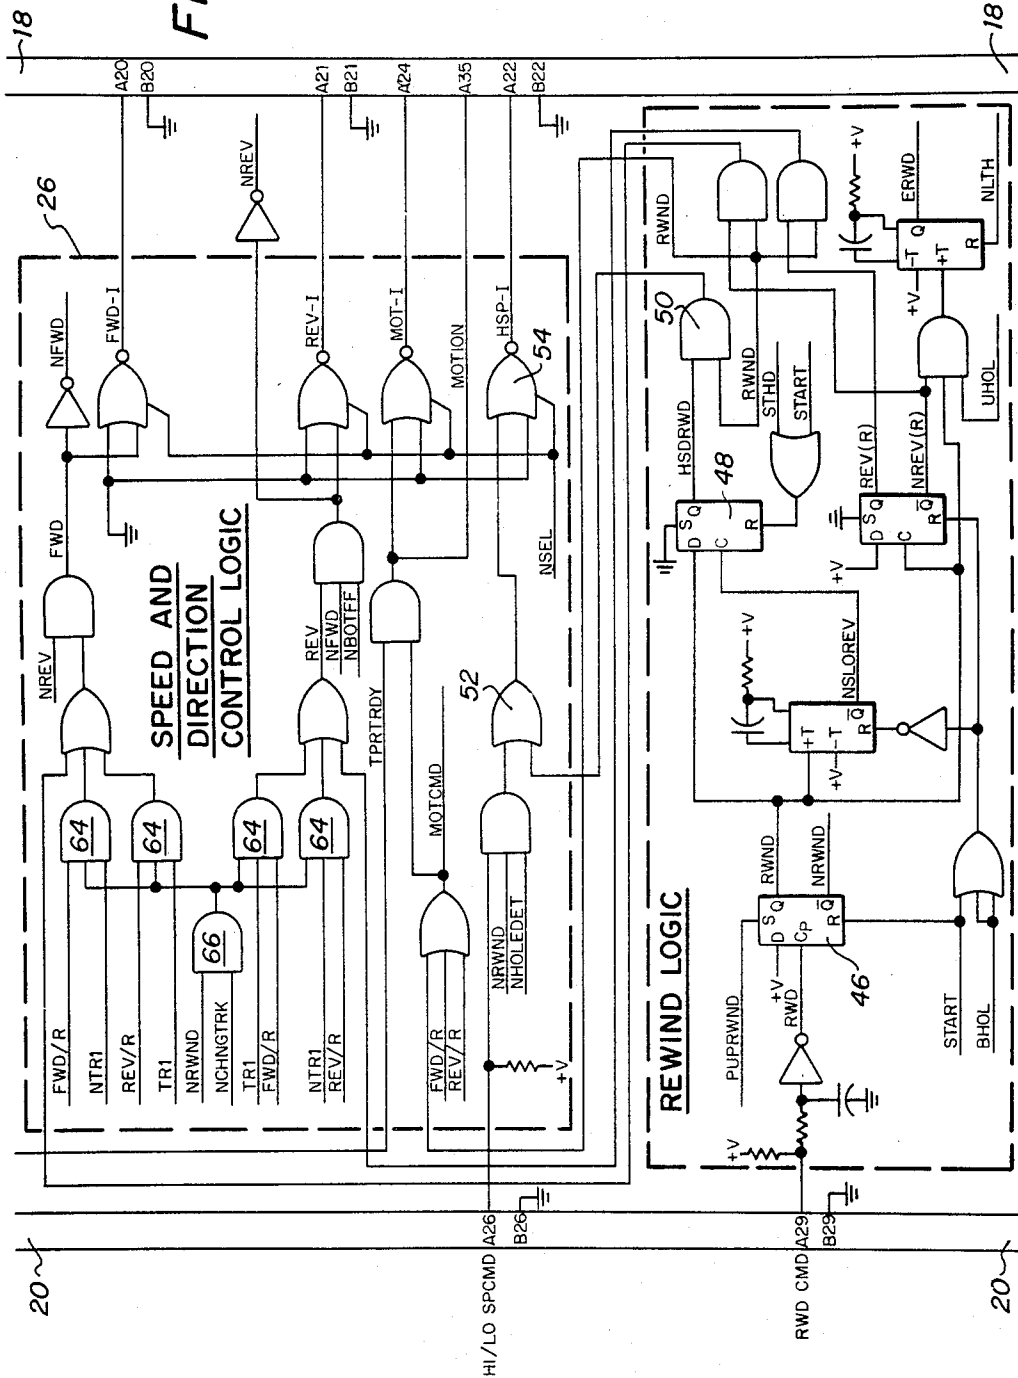 18
Fi
A20
B20
A21
B21
A24
A35
A22
B22
18
26
NFWD
FWD-I
NREV
REV-I
MOT-I
MOTION
HSP-I
54
FWD
NREV
SPEED AND
DIRECTION
CONTROL LOGIC
REV
NFWD
NBOTFF
TPRTRDY
NSEL
52
MOTCMD
64
64
64
64
66
FWD/R
NTR1
REV/R
TR1
NRWND
NCHNGTRK
TR1
FWD/R
NTR1
REV/R
FWD/R
REV/R
NRWND
NHOLEDET
+V
RWND
50
HSDRWD
RWND
STHD
START
48
S
D
Q
C
R
+V
ERWD
-T
Q
+V
+T
R
NLTH
UHOL
REV(R)
NREV(R)
+V
D
S
Q
C
Q
R
+V
NSLOREV
+T
-T
+V
Q
R
RWND
NRWND
S
D
Q
CP
Q
R
+V
RWD
46
PUPRWND
START
BHOL
REWIND LOGIC
+V
20
HI/LO SPCMD A26
B26
RWD CMD A29
B29
20